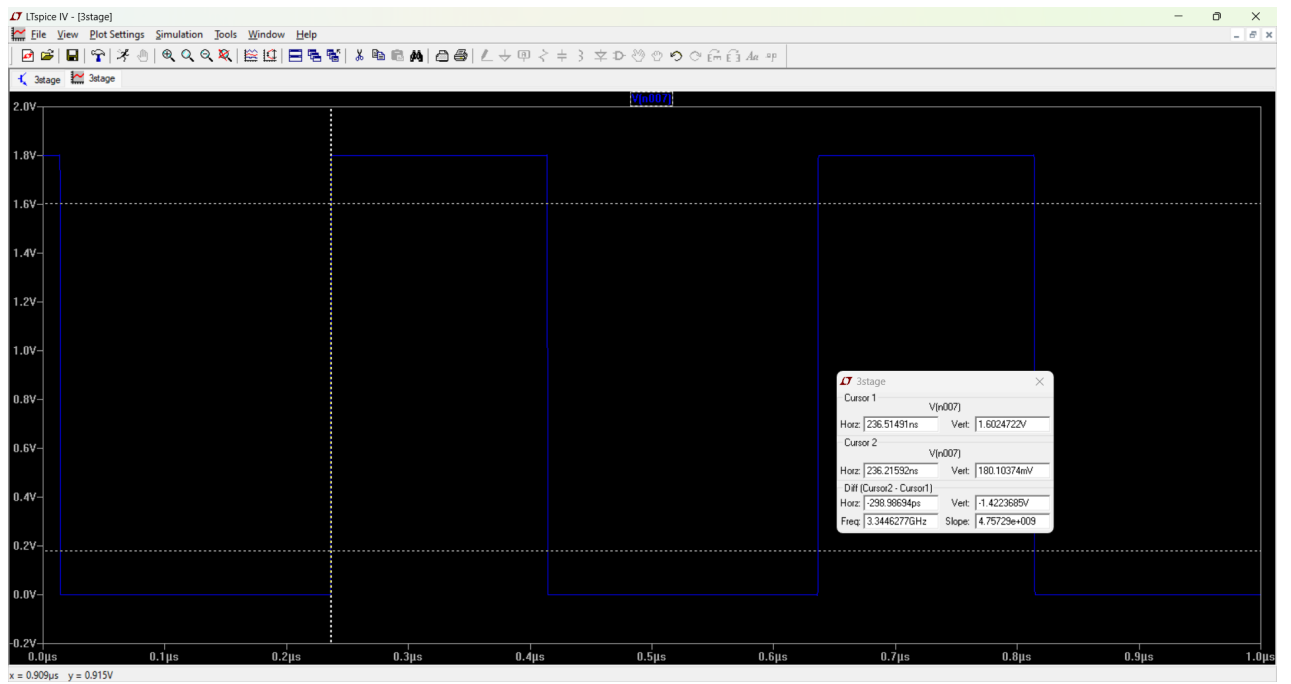 LTspice IV - [3stage]
File View Plot Settings Simulation Tools Window Help
3stage 3stage
V(n007)
2.0V
1.8V
1.6V
1.4V
1.2V
1.0V
0.8V
0.6V
0.4V
0.2V
0.0V
-0.2V
0.0µs 0.1µs 0.2µs 0.3µs 0.4µs 0.5µs 0.6µs 0.7µs 0.8µs 0.9µs 1.0µs
3stage
Cursor 1
V(n007)
Horz: 236.51491ns Vert: 1.6024722V
Cursor 2
V(n007)
Horz: 236.21592ns Vert: 180.10374mV
Diff (Cursor2 - Cursor1)
Horz: -298.98694ps Vert: -1.4223685V
Freq: 3.3446277GHz Slope: 4.75729e+009
x = 0.909µs y = 0.915V